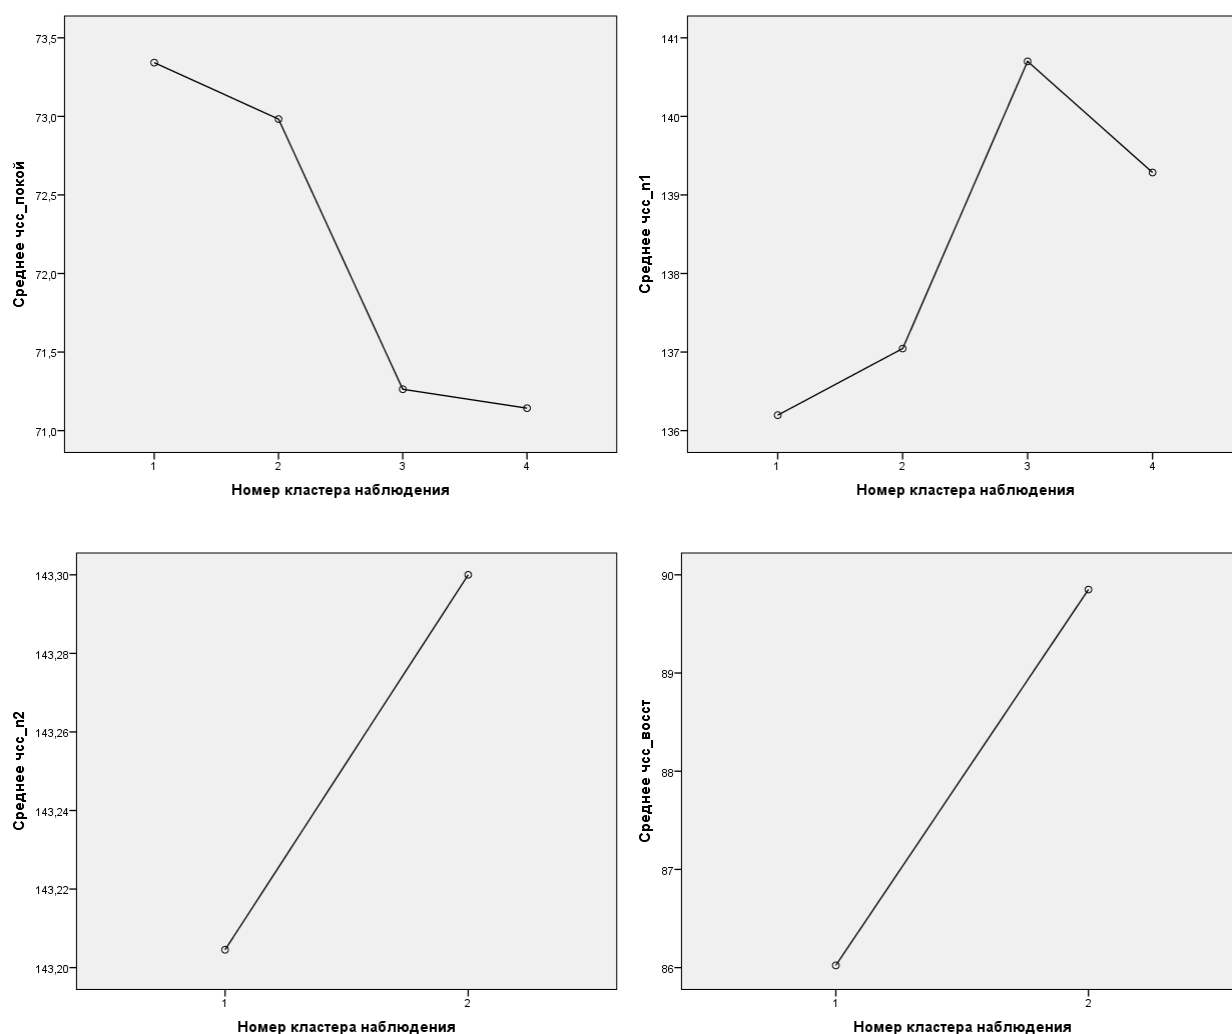 73,5
73,0
72,5
72,0
71,5
71,0
Среднее чсс_покой
1 2 3 4
Номер кластера наблюдения
141
140
139
138
137
136
Среднее чсс_n1
1 2 3 4
Номер кластера наблюдения
143,30
143,28
143,26
143,24
143,22
143,20
Среднее чсс_n2
1 2
Номер кластера наблюдения
90
89
88
87
86
Среднее чсс_восст
1 2
Номер кластера наблюдения